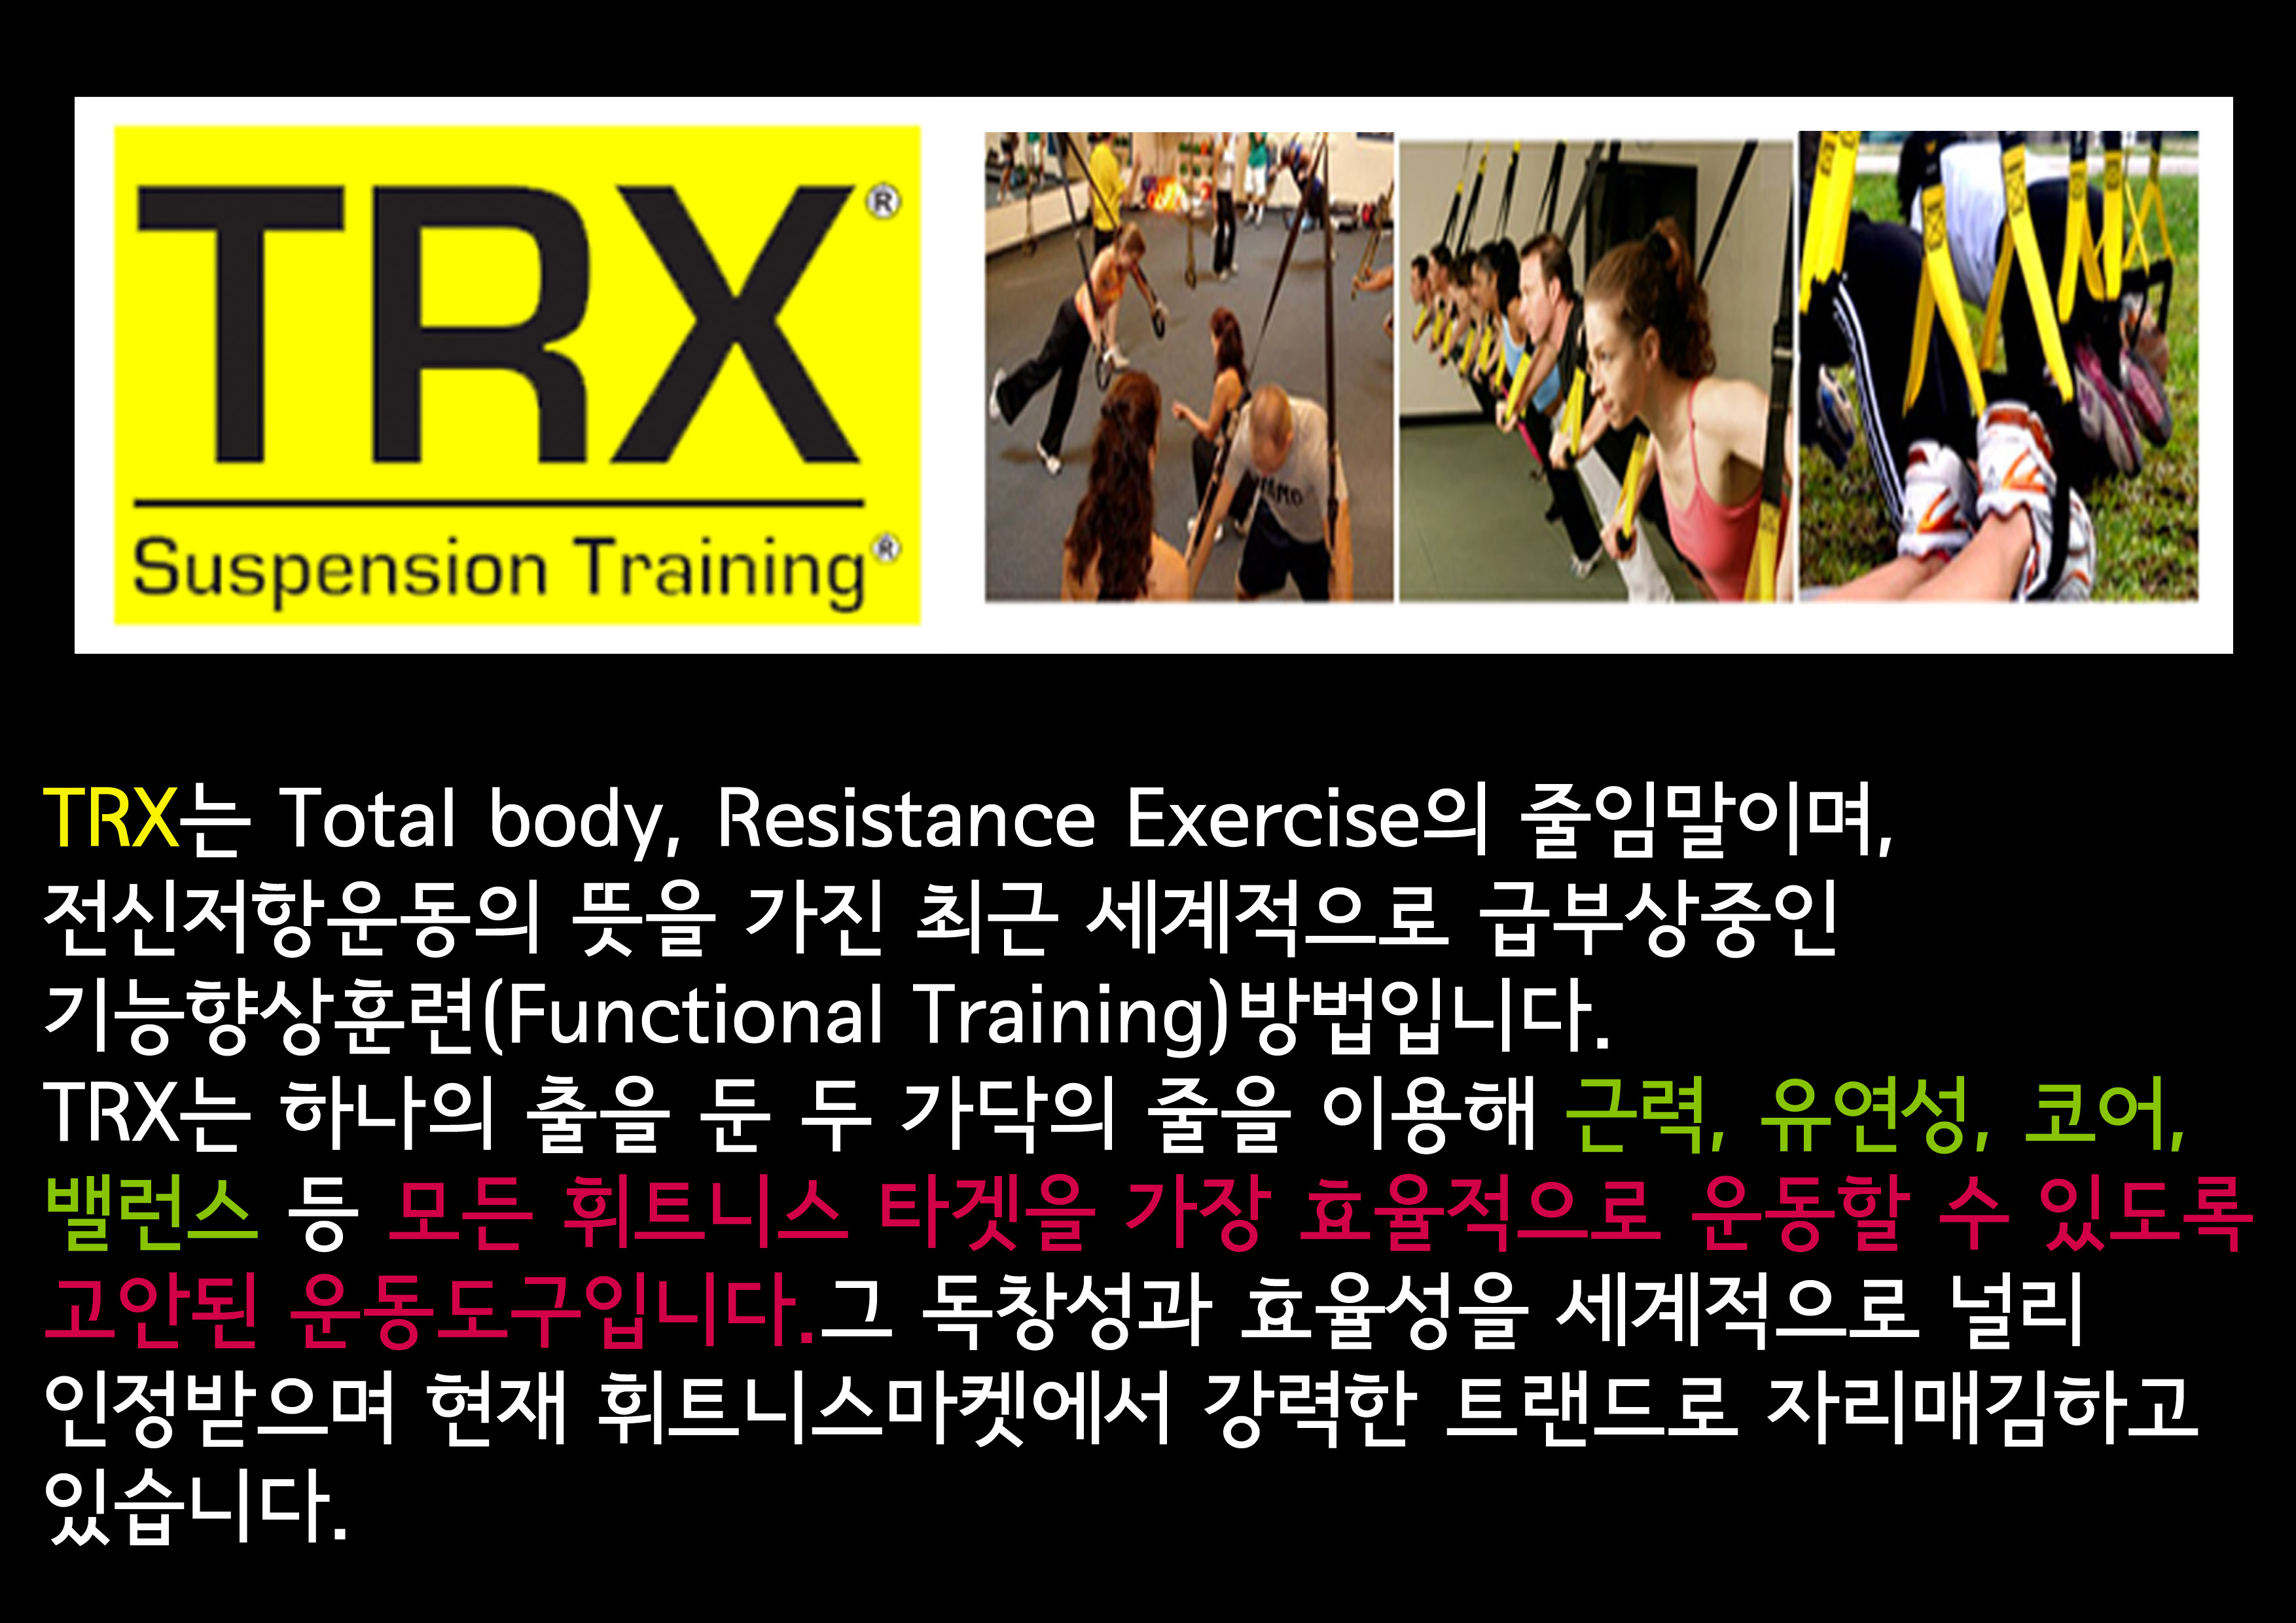 TRX®
Suspension Training®
TRX는 Total body, Resistance Exercise의 줄임말이며,
전신저항운동의 뜻을 가진 최근 세계적으로 급부상중인
기능향상훈련(Functional Training)방법입니다.
TRX는 하나의 출을 둔 두 가닥의 줄을 이용해 근력, 유연성, 코어,
밸런스 등 모든 휘트니스 타겟을 가장 효율적으로 운동할 수 있도록
고안된 운동도구입니다.그 독창성과 효율성을 세계적으로 널리
인정받으며 현재 휘트니스마켓에서 강력한 트랜드로 자리매김하고
있습니다.